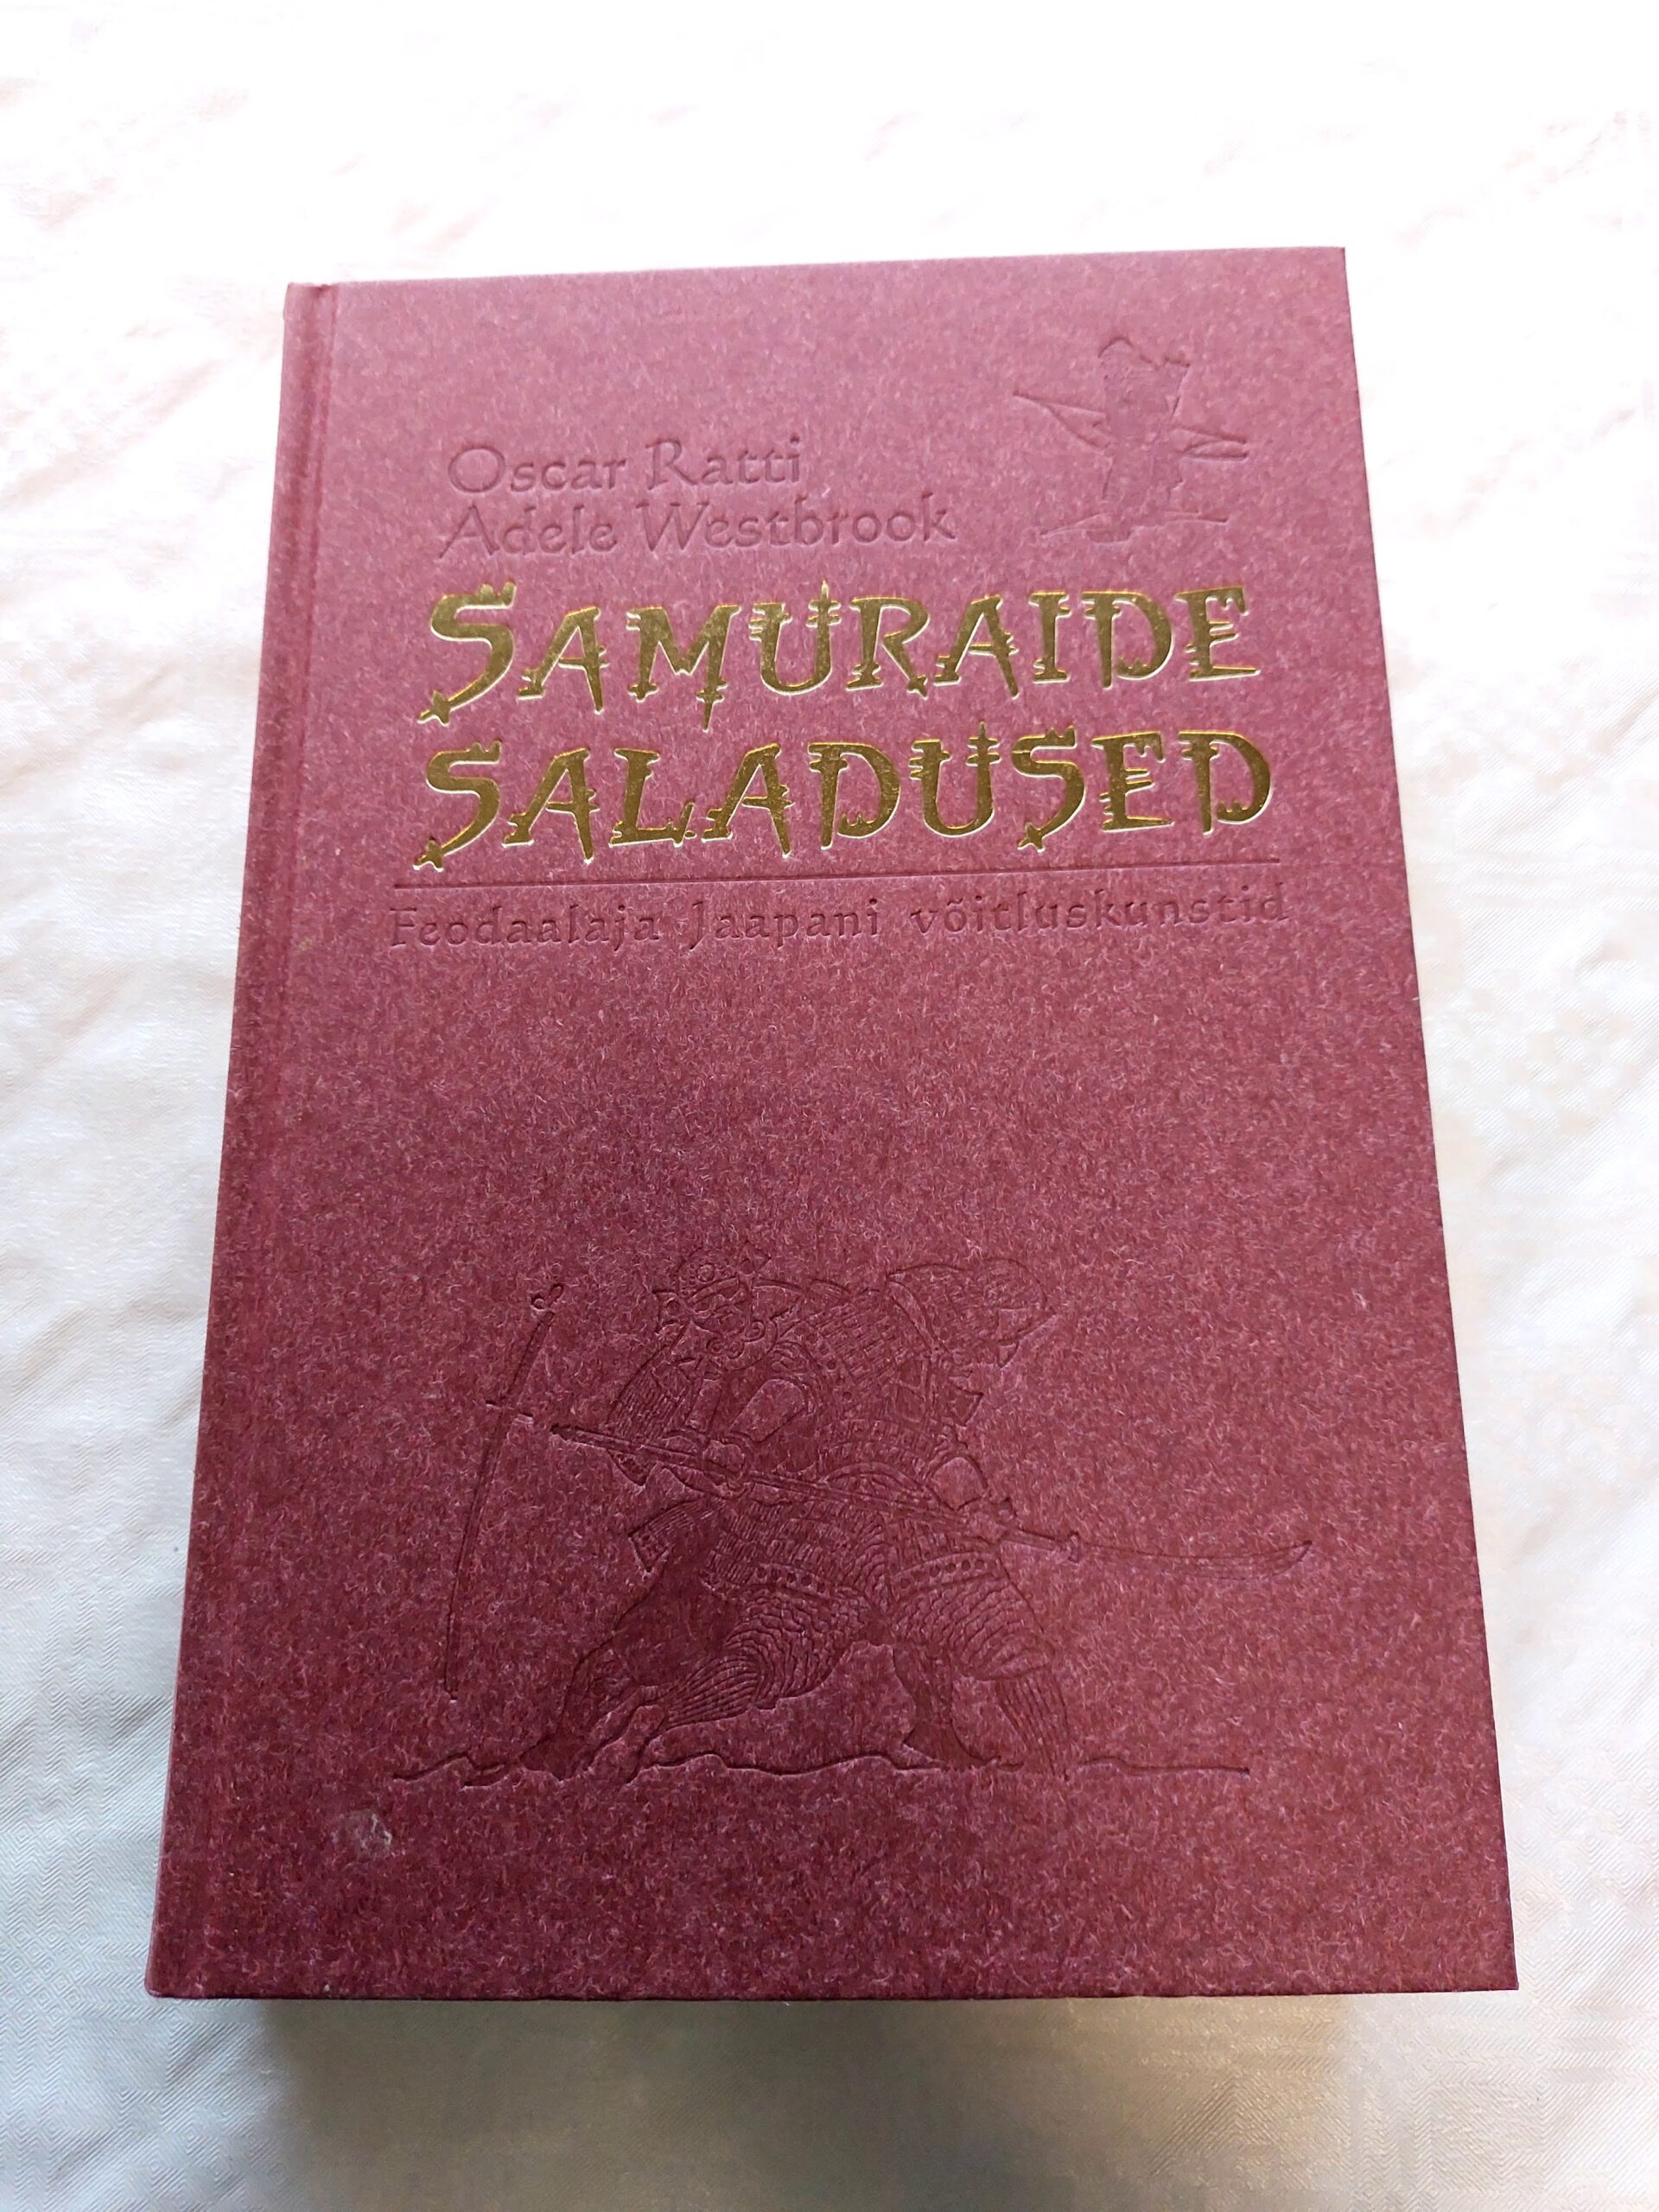 Oscar Ratti
Adele Westbrook
SAMURAIDE
SALADUSED
Feodaalaja Jaapani võitluskunstid